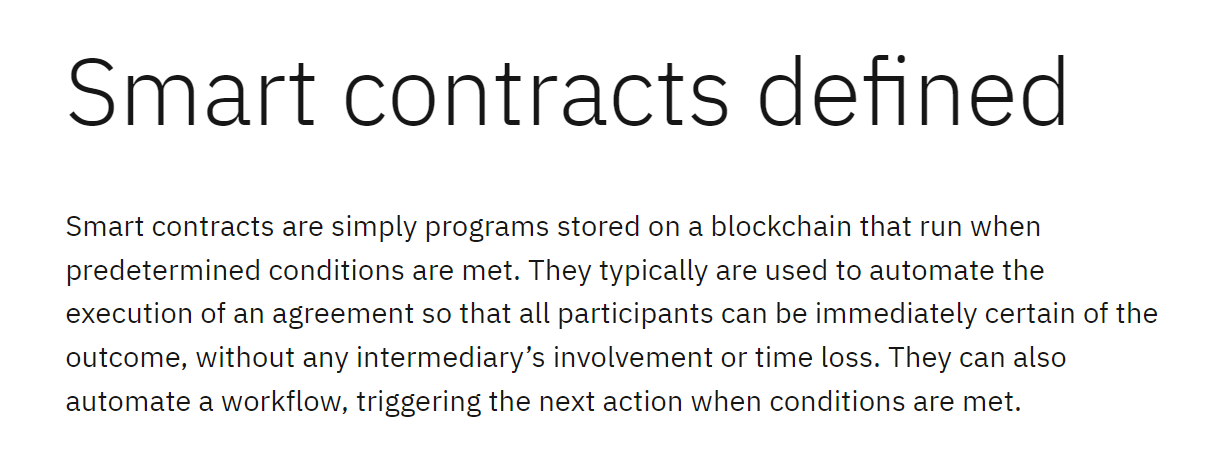 Smart contracts defined
Smart contracts are simply programs stored on a blockchain that run when
predetermined conditions are met. They typically are used to automate the
execution of an agreement so that all participants can be immediately certain of the
outcome, without any intermediary’s involvement or time loss. They can also
automate a workflow, triggering the next action when conditions are met.